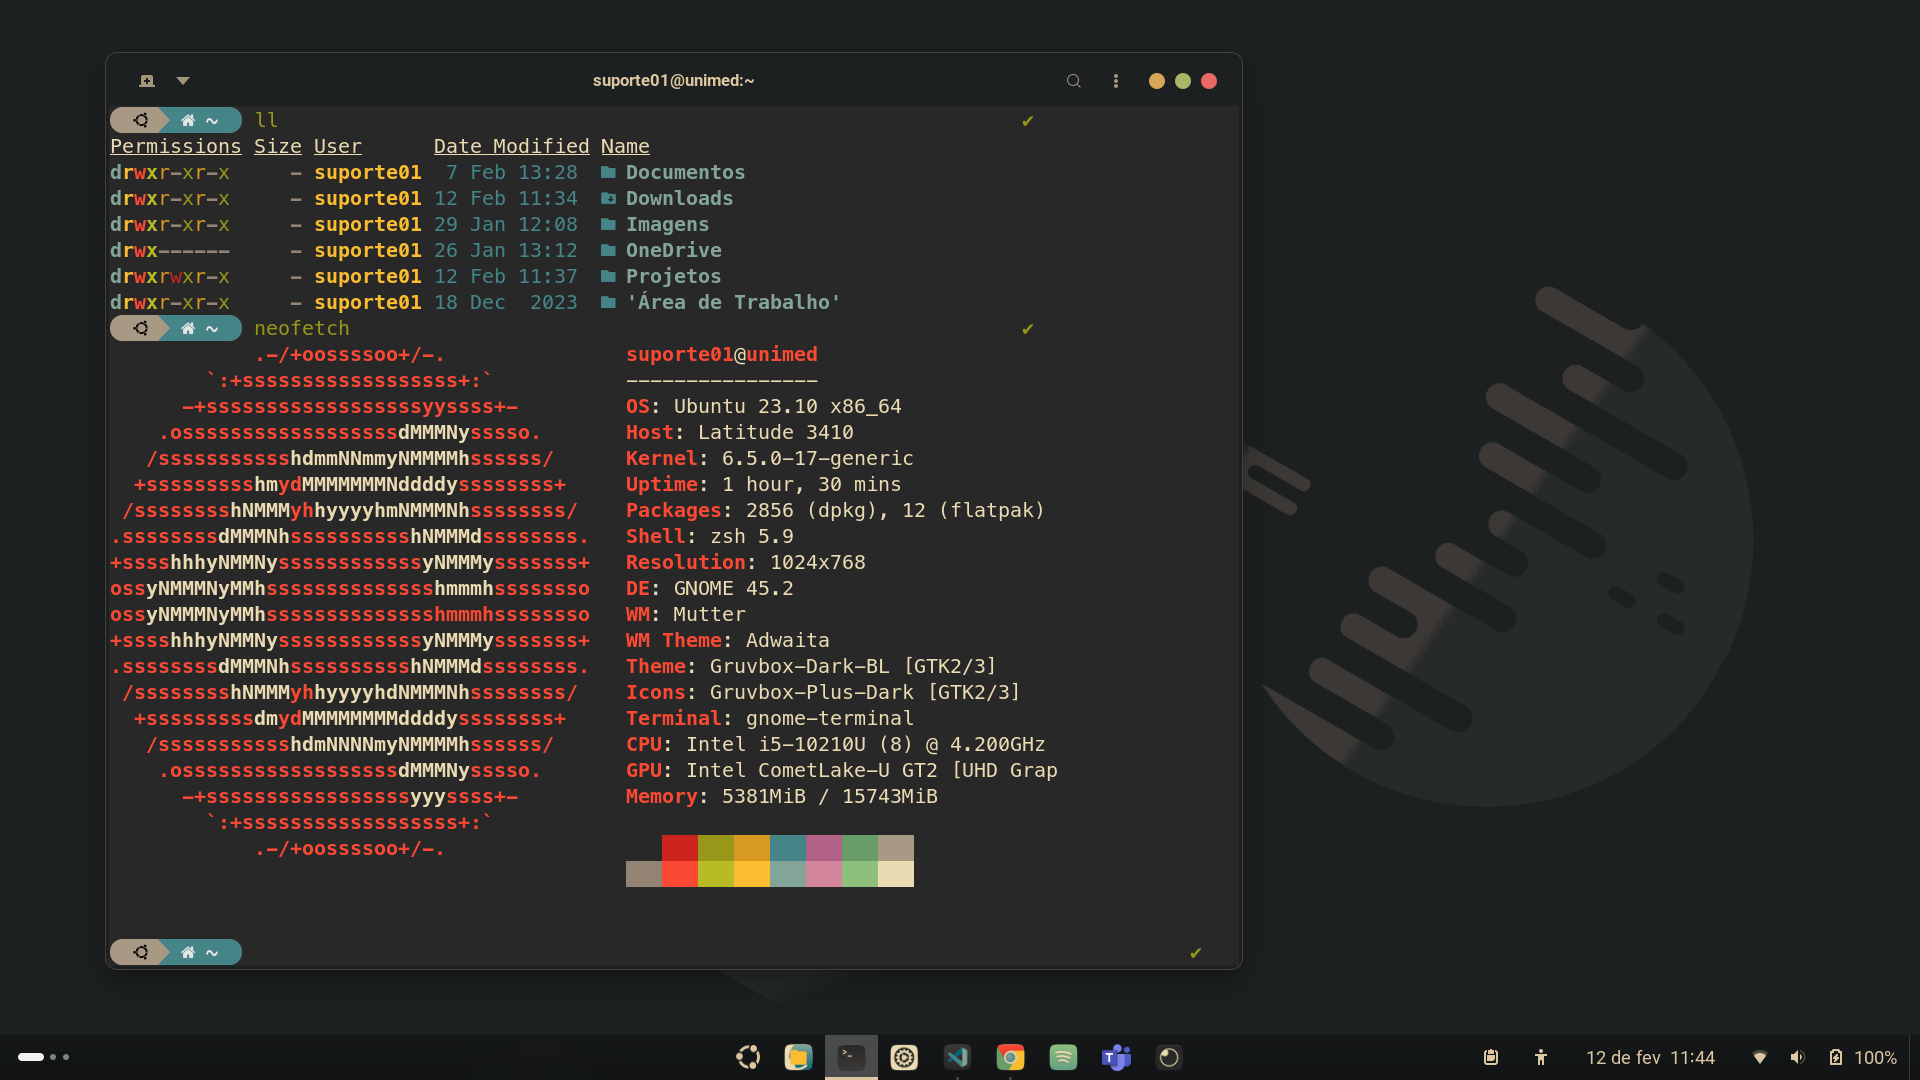 suporte01@unimed:~
~ ll ✔
Permissions Size User Date Modified Name
drwxr-xr-x - suporte01 7 Feb 13:28 Documentos
drwxr-xr-x - suporte01 12 Feb 11:34 Downloads
drwxr-xr-x - suporte01 29 Jan 12:08 Imagens
drwx------ - suporte01 26 Jan 13:12 OneDrive
drwxrwxr-x - suporte01 12 Feb 11:37 Projetos
drwxr-xr-x - suporte01 18 Dec 2023 'Área de Trabalho'
~ neofetch ✔
.-/+oossssoo+/-. suporte01@unimed
`:+ssssssssssssssssss+:` ----------------
-+ssssssssssssssssssyyssss+- OS: Ubuntu 23.10 x86_64
.ossssssssssssssssssdMMMNysssso. Host: Latitude 3410
/ssssssssssshdmmNNmmyNMMMMhssssss/ Kernel: 6.5.0-17-generic
+ssssssssshmydMMMMMMMNddddyssssssss+ Uptime: 1 hour, 30 mins
/sssssssshNMMMyhhyyyyhmNMMMNhssssssss/ Packages: 2856 (dpkg), 12 (flatpak)
.ssssssssdMMMNhsssssssssshNMMMdssssssss. Shell: zsh 5.9
+sssshhhyNMMNyssssssssssssyNMMMysssssss+ Resolution: 1024x768
ossyNMMMNyMMhsssssssssssssshmmmhssssssso DE: GNOME 45.2
ossyNMMMNyMMhsssssssssssssshmmmhssssssso WM: Mutter
+sssshhhyNMMNyssssssssssssyNMMMysssssss+ WM Theme: Adwaita
.ssssssssdMMMNhsssssssssshNMMMdssssssss. Theme: Gruvbox-Dark-BL [GTK2/3]
/sssssssshNMMMyhhyyyyhdNMMMNhssssssss/ Icons: Gruvbox-Plus-Dark [GTK2/3]
+sssssssssdmydMMMMMMMMddddyssssssss+ Terminal: gnome-terminal
/ssssssssssshdmNNNNmyNMMMMhssssss/ CPU: Intel i5-10210U (8) @ 4.200GHz
.ossssssssssssssssssdMMMNysssso. GPU: Intel CometLake-U GT2 [UHD Grap
-+sssssssssssssssssyyyssss+- Memory: 5381MiB / 15743MiB
`:+ssssssssssssssssss+:`
.-/+oossssoo+/-.
~ ✔
12 de fev 11:44 100%